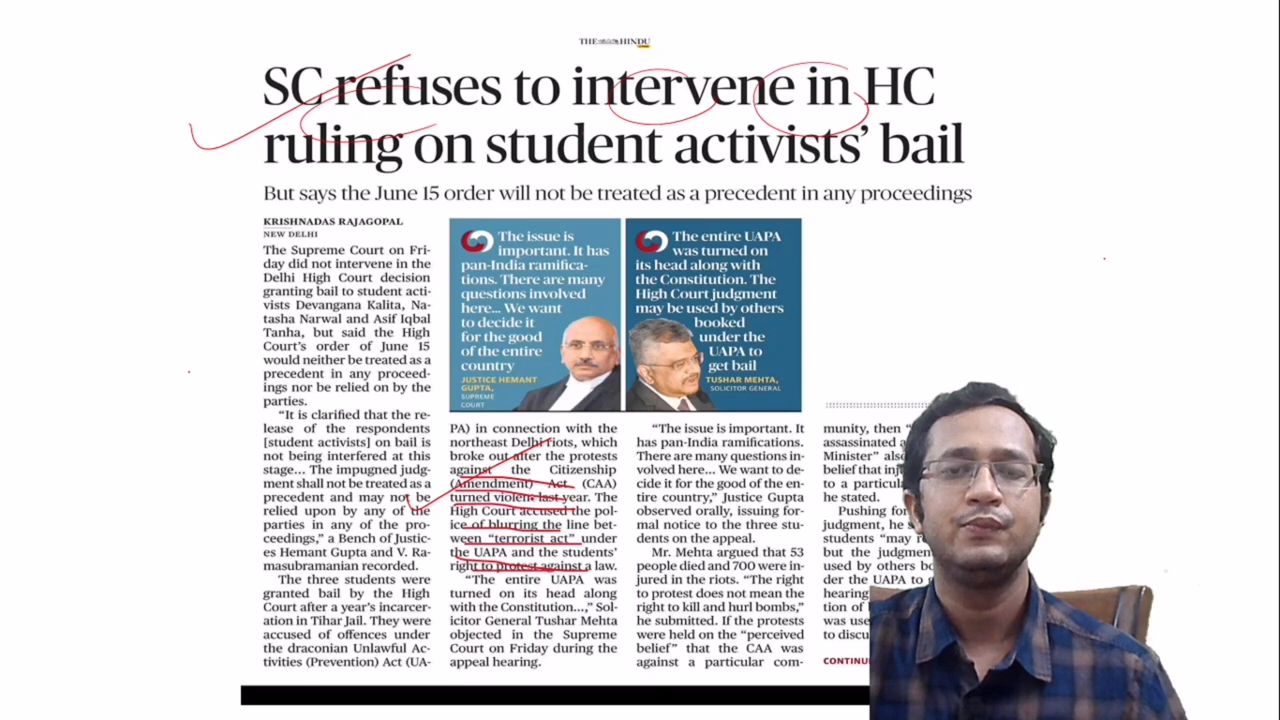 THE HINDU
SC refuses to intervene in HC
ruling on student activists' bail
But says the June 15 order will not be treated as a precedent in any proceedings
KRISHNADAS RAJAGOPAL
NEW DELHI
The Supreme Court on Fri-
day did not intervene in the
Delhi High Court decision
granting bail to student acti-
vists Devangana Kalita, Na-
tasha Narwal and Asif Iqbal
Tanha, but said the High
Court's order of June 15
would neither be treated as a
precedent in any proceed-
ings nor be relied on by the
parties.
"It is clarified that the re-
lease of the respondents
[student activists] on bail is
not being interfered at this
stage... The impugned judg-
ment shall not be treated as a
precedent and may not be
relied upon by any of the
parties in any of the pro-
ceedings," a Bench of Justic-
es Hemant Gupta and V. Ra-
masubramanian recorded.
The three students were
granted bail by the High
Court after a year's incarcer-
ation in Tihar Jail. They were
accused of offences under
the draconian Unlawful Ac-
tivities (Prevention) Act (UA-
The issue is
important. It has
pan-India ramifica-
tions. There are many
questions involved
here... We want
to decide it
for the good
of the entire
country
JUSTICE HEMANT
GUPTA,
SUPREME
COURT
The entire UAPA
was turned on
its head along with
the Constitution. The
High Court judgment
may be used by others
booked
under the
UAPA to
get bail
TUSHAR MEHTA,
SOLICITOR GENERAL
PA) in connection with the
northeast Delhi riots, which
broke out after the protests
against the Citizenship
(Amendment) Act (CAA)
turned violent last year. The
High Court accused the pol-
ice of blurring the line bet-
ween "terrorist act" under
the UAPA and the students'
right to protest against a law.
"The entire UAPA was
turned on its head along
with the Constitution...," Sol-
icitor General Tushar Mehta
objected in the Supreme
Court on Friday during the
appeal hearing.
"The issue is important. It
has pan-India ramifications.
There are many questions in-
volved here... We want to de-
cide it for the good of the en-
tire country," Justice Gupta
observed orally, issuing for-
mal notice to the three stu-
dents on the appeal.
Mr. Mehta argued that 53
people died and 700 were in-
jured in the riots. "The right
to protest does not mean the
right to kill and hurl bombs,"
he submitted. If the protests
were held on the "perceived
belief" that the CAA was
against a particular com-
munity, then
assassinated a
Minister" also
belief that inj
to a particula
he stated.
Pushing for
judgment, he s
students "may r
but the judgmen
used by others bo
der the UAPA to g
hearing
tion of
was use
to discu
CONTINU